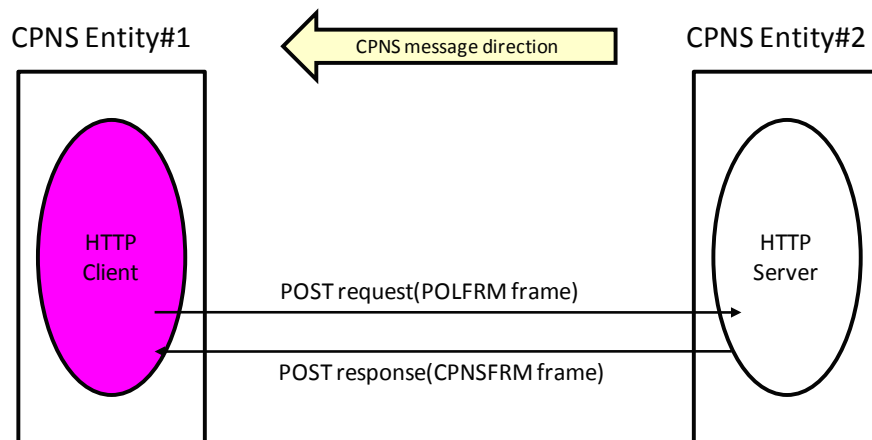 CPNS Entity#1
CPNS message direction
CPNS Entity#2
HTTP
Client
HTTP
Server
POST request(POLFRM frame)
POST response(CPNSFRM frame)